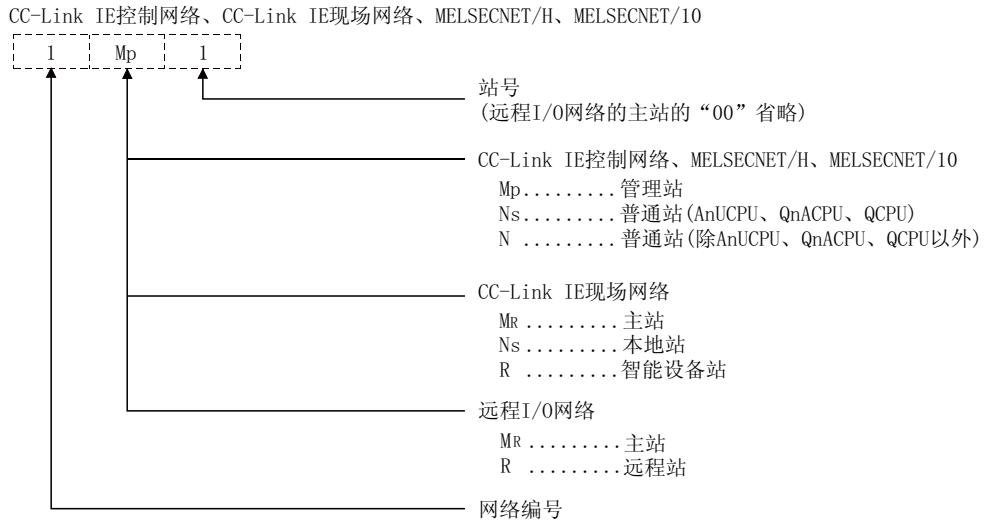 CC-Link IE控制网络、CC-Link IE现场网络、MELSECNET/H、MELSECNET/10
1 Mp 1
站号
(远程I/O网络的主站的“00”省略)
CC-Link IE控制网络、MELSECNET/H、MELSECNET/10
Mp.........管理站
Ns.........普通站(AnUCPU、QnACPU、QCPU)
N .........普通站(除AnUCPU、QnACPU、QCPU以外)
CC-Link IE现场网络
MR .........主站
Ns.........本地站
R .........智能设备站
远程I/O网络
MR .........主站
R .........远程站
网络编号